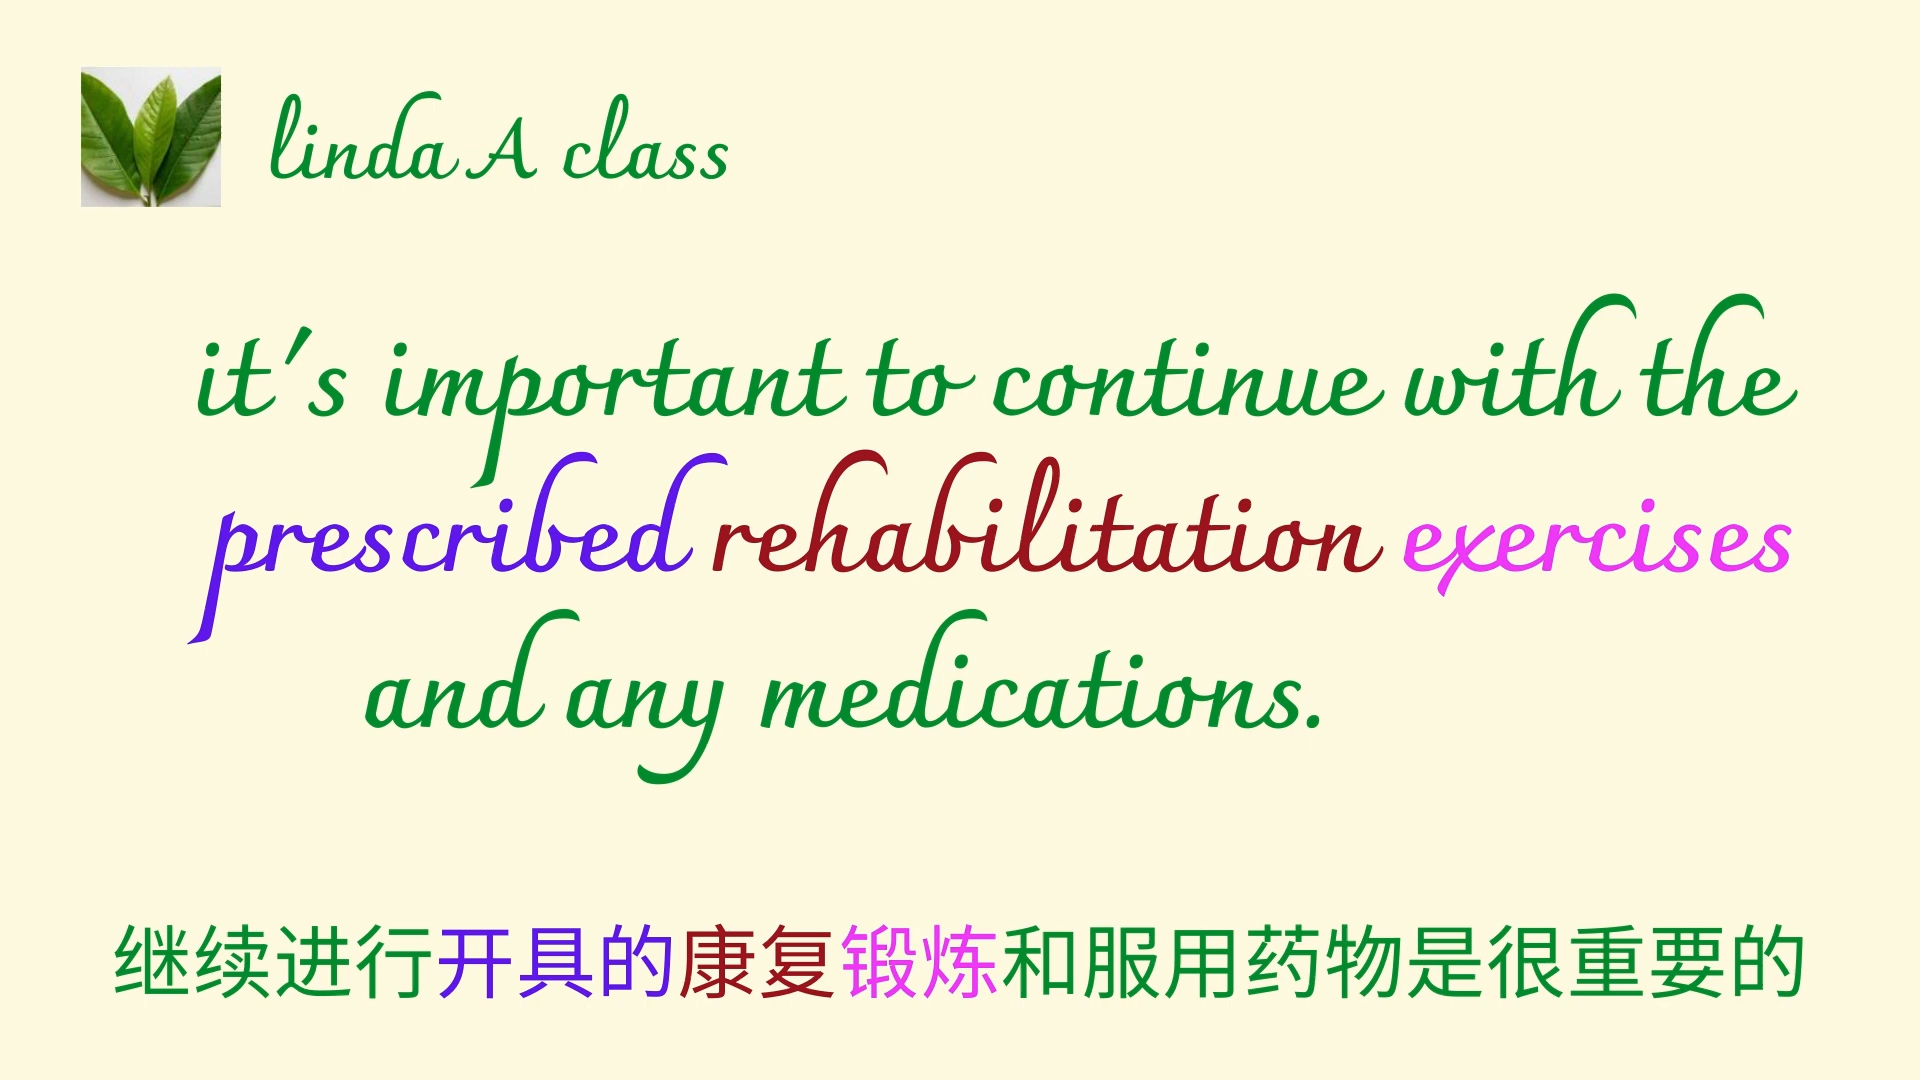 linda A class
it's important to continue with the
prescribed rehabilitation exercises
and any medications.
继续进行开具的康复锻炼和服用药物是很重要的